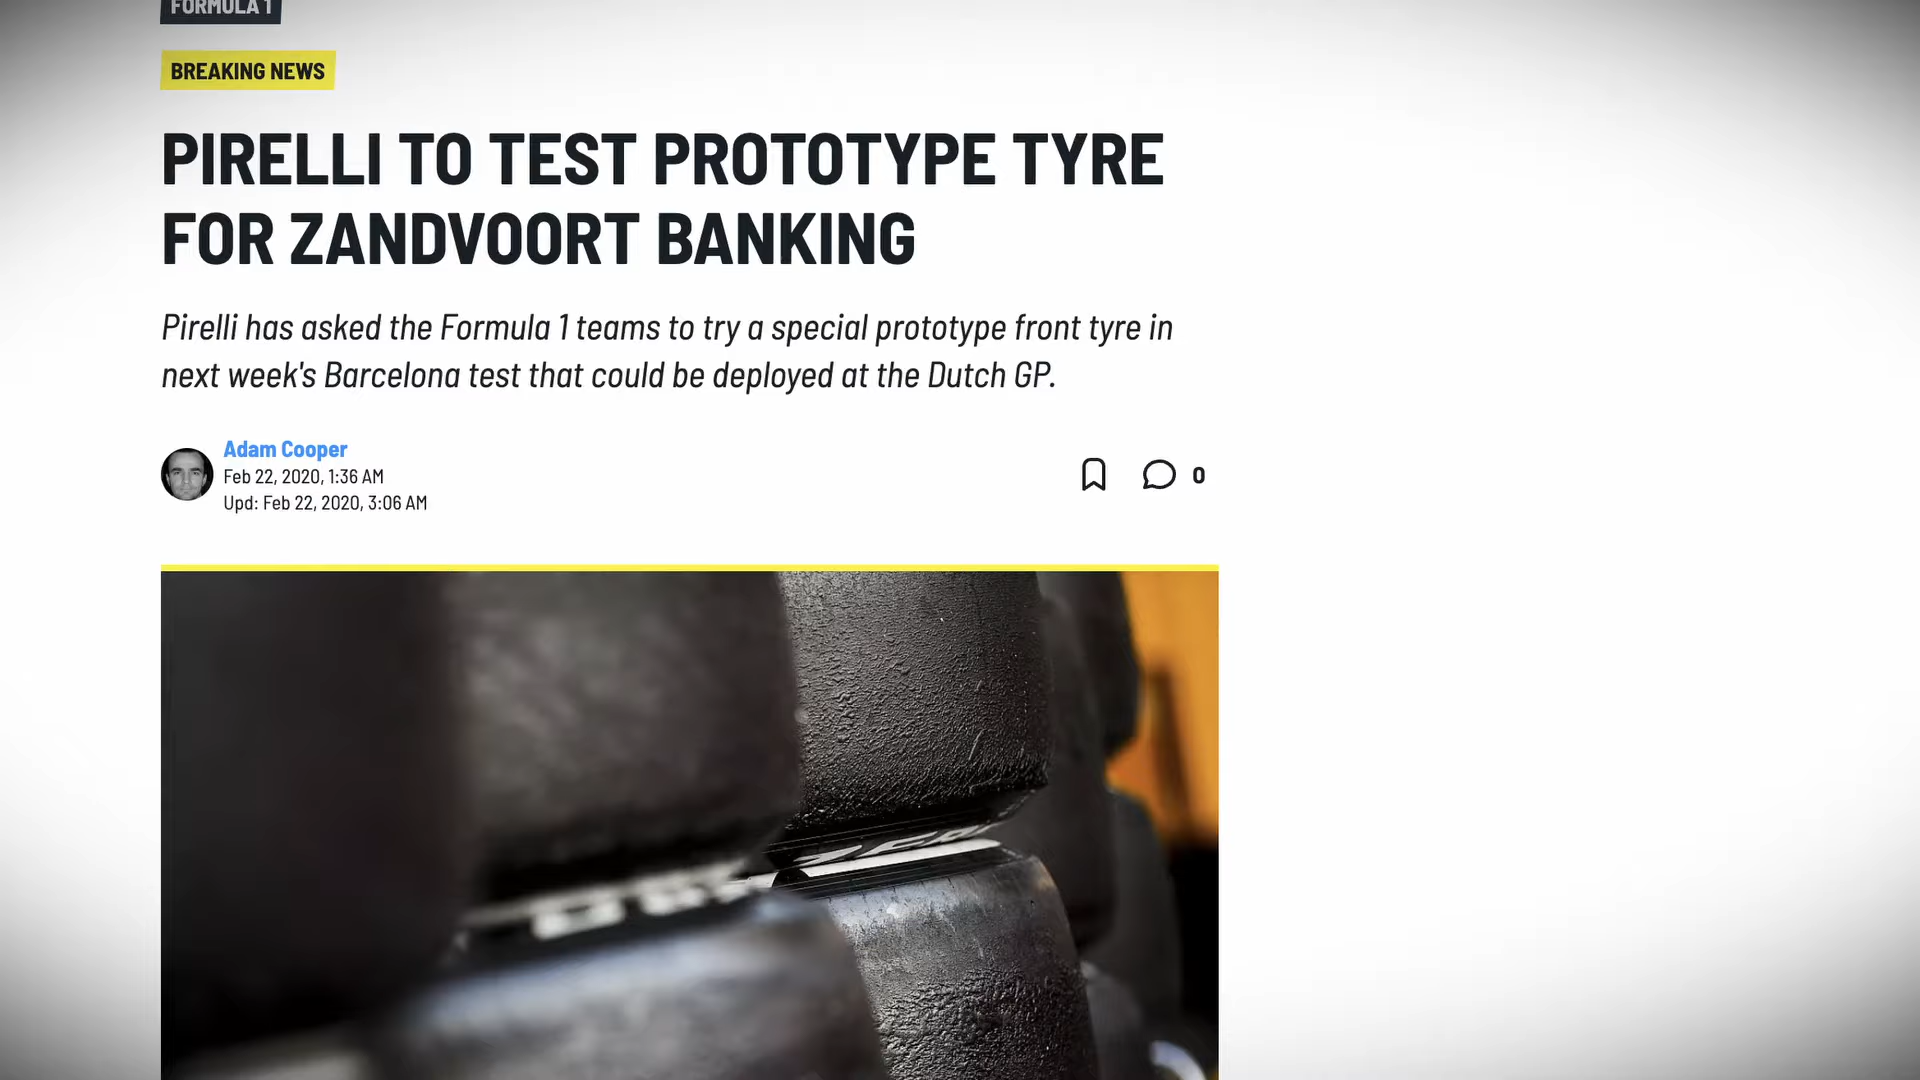 FORMULA 1
BREAKING NEWS
PIRELLI TO TEST PROTOTYPE TYRE
FOR ZANDVOORT BANKING
Pirelli has asked the Formula 1 teams to try a special prototype front tyre in
next week's Barcelona test that could be deployed at the Dutch GP.
Adam Cooper
Feb 22, 2020, 1:36 AM
Upd: Feb 22, 2020, 3:06 AM
0